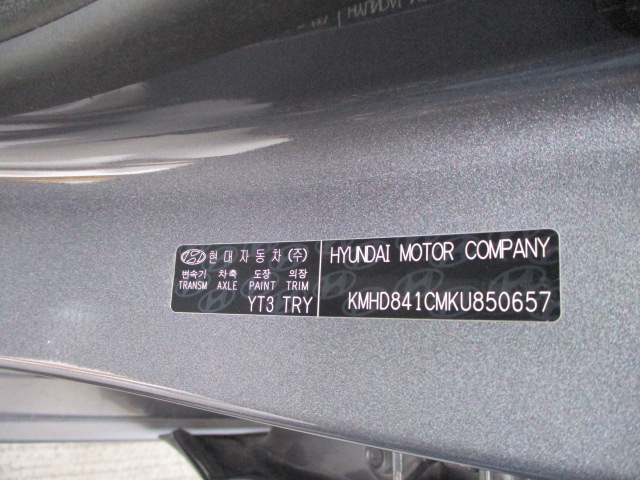 현대자동차(주)
변속기 차축 도장 의장
TRANSM AXLE PAINT TRIM
YT3 TRY
HYUNDAI MOTOR COMPANY
KMHD841CMKU850657